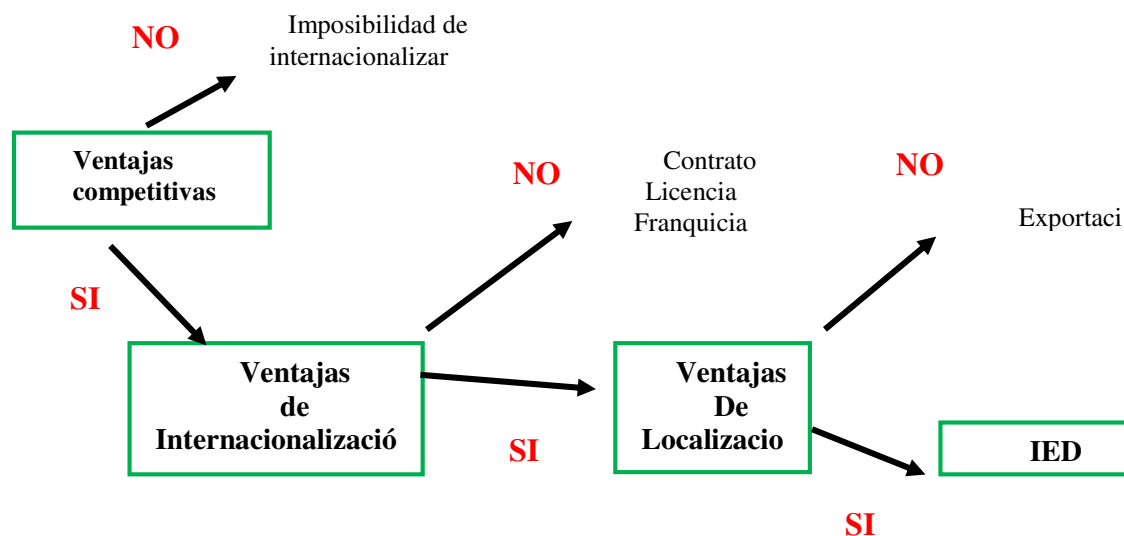 NO
Imposibilidad de
internacionalizar
Ventajas
competitivas
SI
NO
Contrato
Licencia
Franquicia
NO
Exportaci
Ventajas
de
Internacionalizació
SI
Ventajas
De
Localizacio
IED
SI